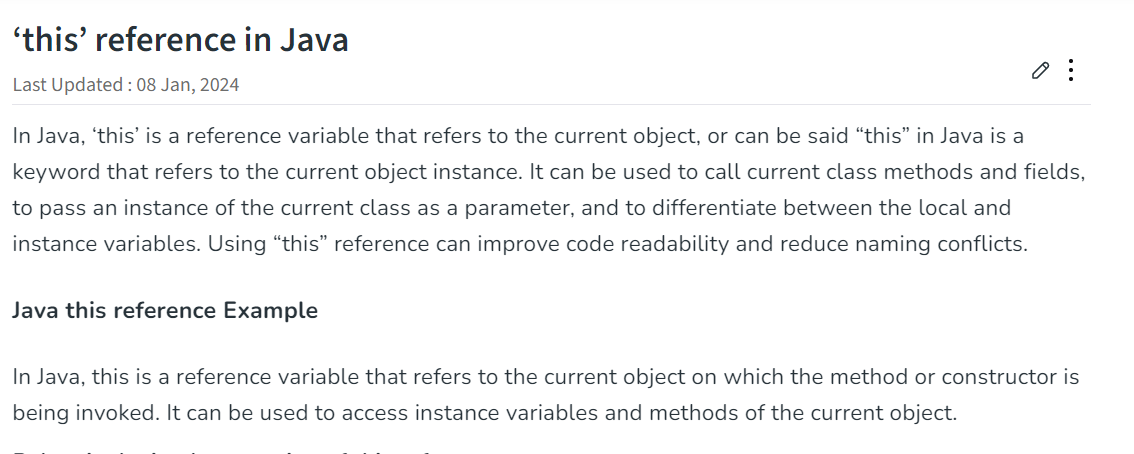 ‘this’ reference in Java
Last Updated : 08 Jan, 2024
In Java, ‘this’ is a reference variable that refers to the current object, or can be said “this” in Java is a
keyword that refers to the current object instance. It can be used to call current class methods and fields,
to pass an instance of the current class as a parameter, and to differentiate between the local and
instance variables. Using “this” reference can improve code readability and reduce naming conflicts.
Java this reference Example
In Java, this is a reference variable that refers to the current object on which the method or constructor is
being invoked. It can be used to access instance variables and methods of the current object.